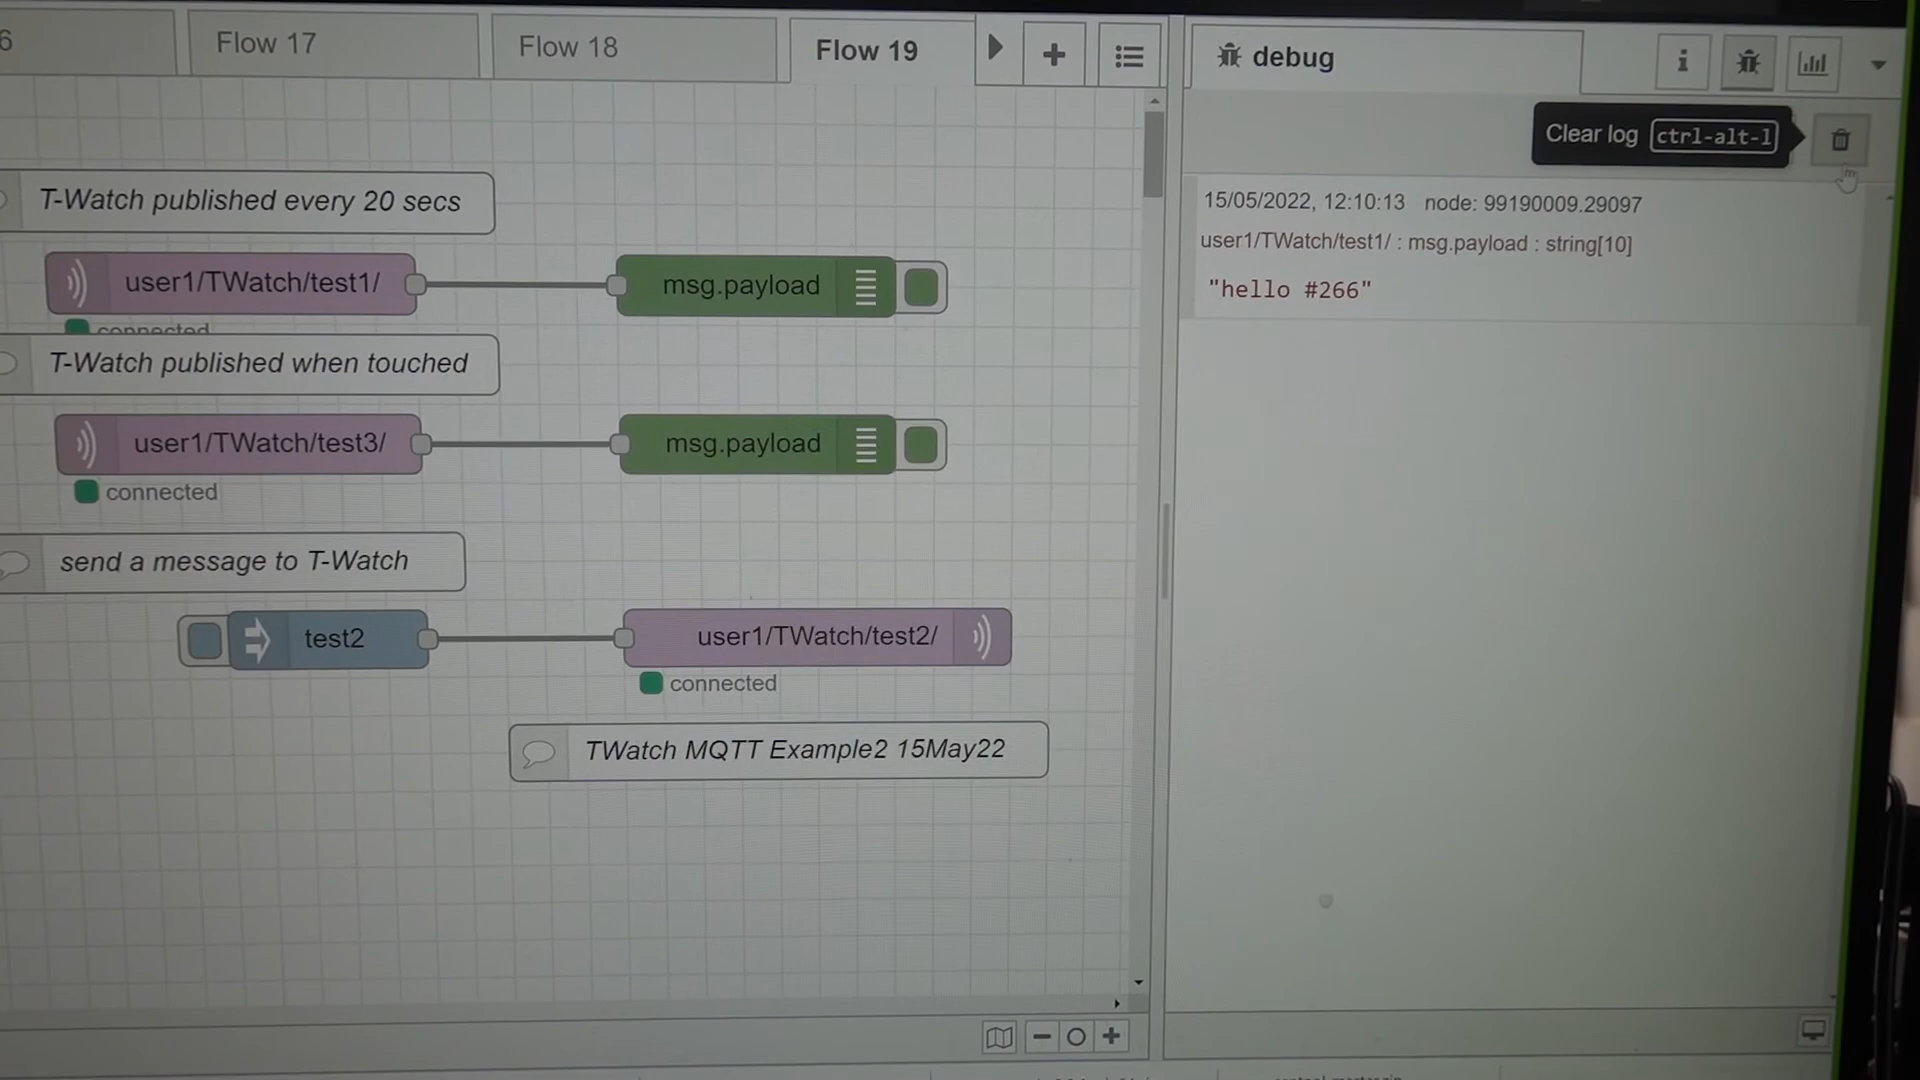 6
Flow 17
Flow 18
Flow 19
debug
Clear log ctrl-alt-l
T-Watch published every 20 secs
user1/TWatch/test1/
msg.payload
connected
T-Watch published when touched
user1/TWatch/test3/
msg.payload
connected
send a message to T-Watch
test2
user1/TWatch/test2/
connected
TWatch MQTT Example2 15May22
15/05/2022, 12:10:13 node: 99190009.29097
user1/TWatch/test1/ : msg.payload : string[10]
"hello #266"